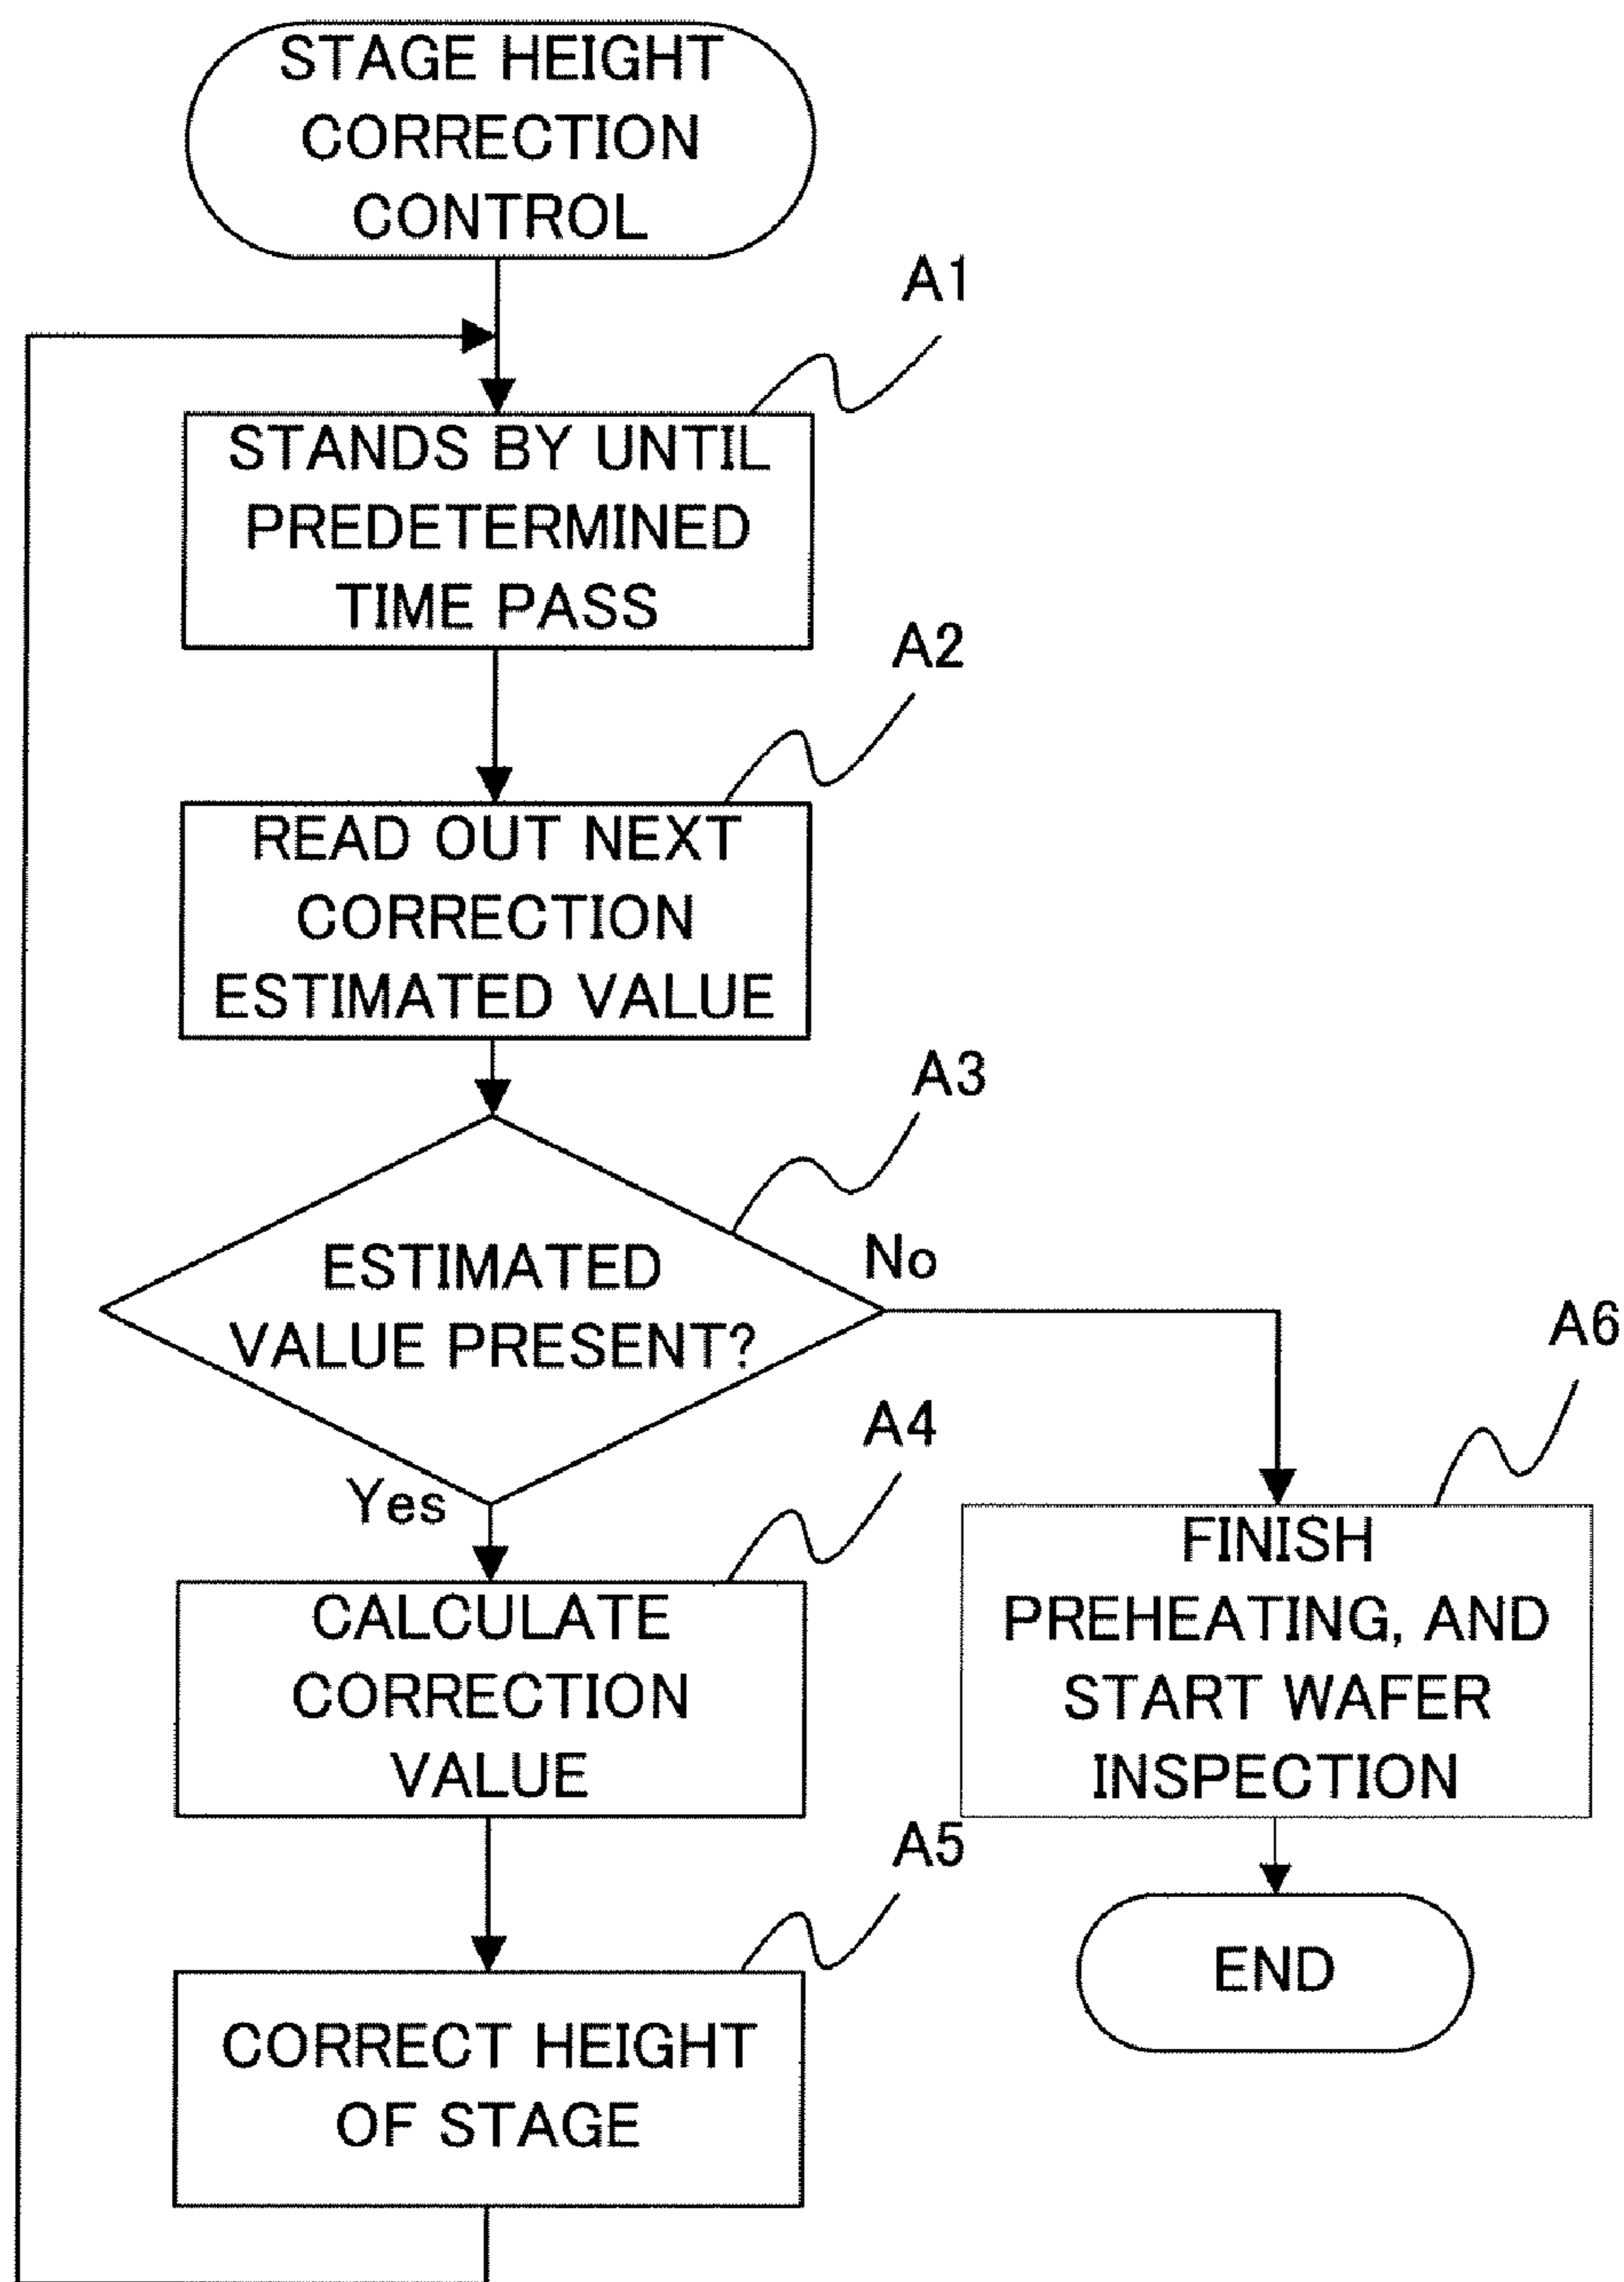 STAGE HEIGHT
CORRECTION
CONTROL
A1
STANDS BY UNTIL
PREDETERMINED
TIME PASS
A2
READ OUT NEXT
CORRECTION
ESTIMATED VALUE
A3
ESTIMATED
VALUE PRESENT?
No
Yes
A4
CALCULATE
CORRECTION
VALUE
A6
FINISH
PREHEATING, AND
START WAFER
INSPECTION
A5
CORRECT HEIGHT
OF STAGE
END